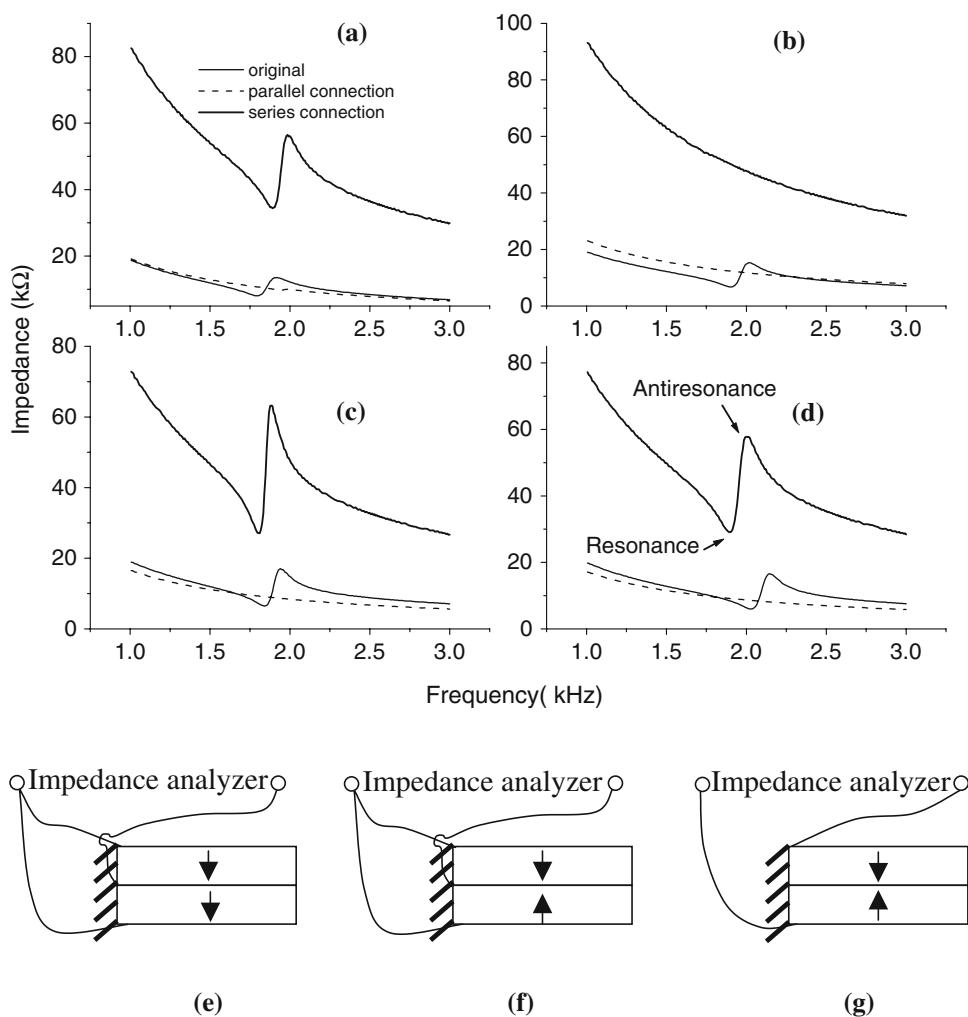 (a)
original
parallel connection
series connection
80
60
40
20
1.0 1.5 2.0 2.5 3.0
(b)
100
80
60
40
20
0
1.0 1.5 2.0 2.5 3.0
Impedance (kΩ)
(c)
80
60
40
20
0
1.0 1.5 2.0 2.5 3.0
(d)
Antiresonance
Resonance
80
60
40
20
0
1.0 1.5 2.0 2.5 3.0
Frequency( kHz)
Impedance analyzer
Impedance analyzer
Impedance analyzer
(e)
(f)
(g)